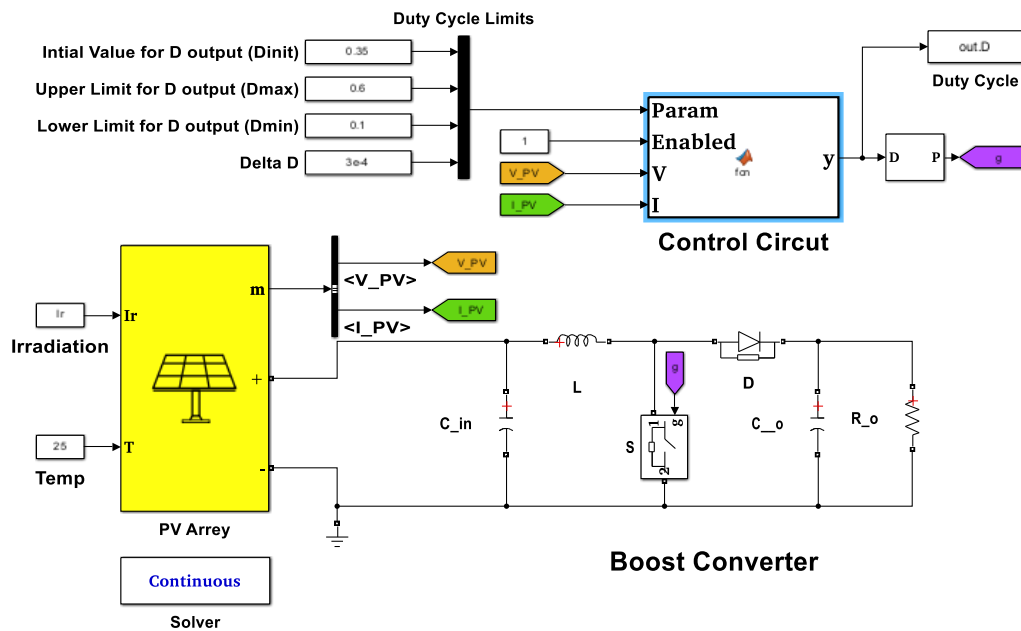 Duty Cycle Limits
Intial Value for D output (Dinit)
0.35
Upper Limit for D output (Dmax)
0.6
Lower Limit for D output (Dmin)
0.1
Delta D
3e-4
out.D
Duty Cycle
Param
Enabled
V
I
y
fcn
1
V_PV
I_PV
D
P
g
Control Circut
m
V_PV
<V_PV>
I_PV
<I_PV>
Ir
Ir
Irradiation
+
25
T
Temp
-
PV Arrey
L
g
D
C_in
S
1
g
2
C__o
R_o
Boost Converter
Continuous
Solver